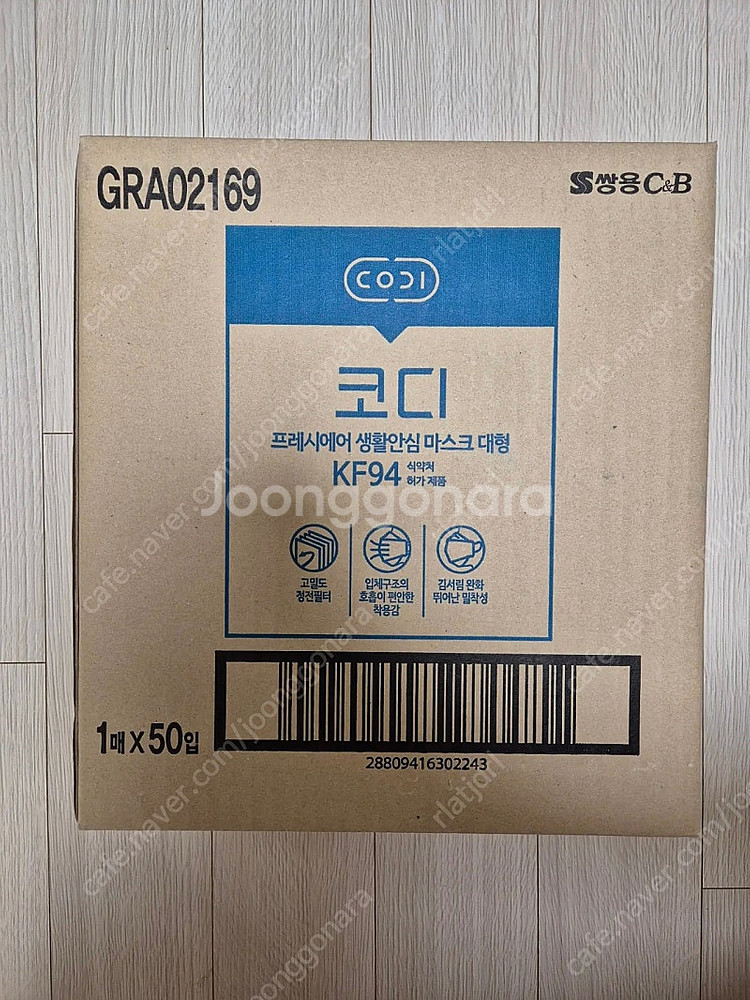 GRA02169
쌍용C&B
CODI
코디
프레시에어 생활안심 마스크 대형
KF94 식약처
허가 제품
Joonggonara
고밀도
정전필터
입체구조의
호흡이 편안한
착용감
김서림 완화
뛰어난 밀착성
1매 X 50입
28809416302243
cafe.naver.com/joonggonara